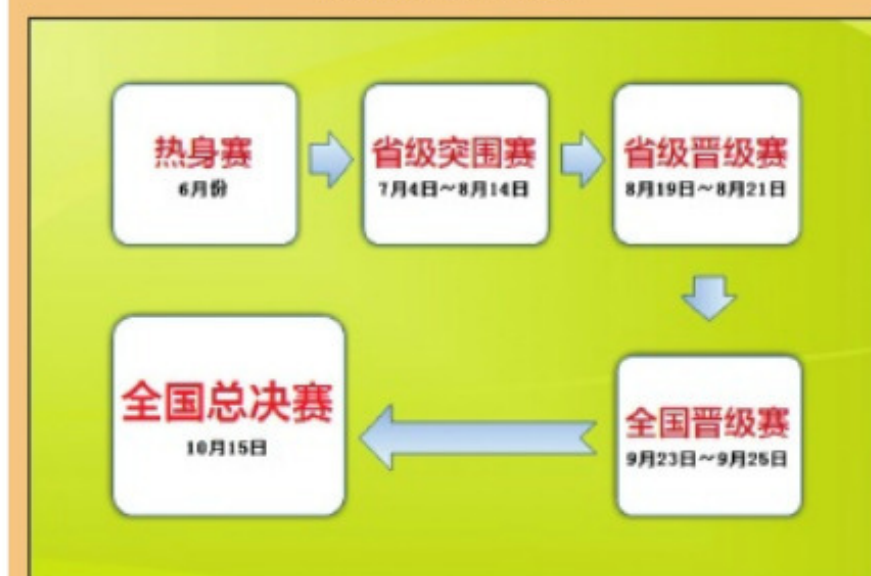 热身赛
6月份
省级突围赛
7月4日～8月14日
省级晋级赛
8月19日～8月21日
全国晋级赛
9月23日～9月25日
全国总决赛
10月15日